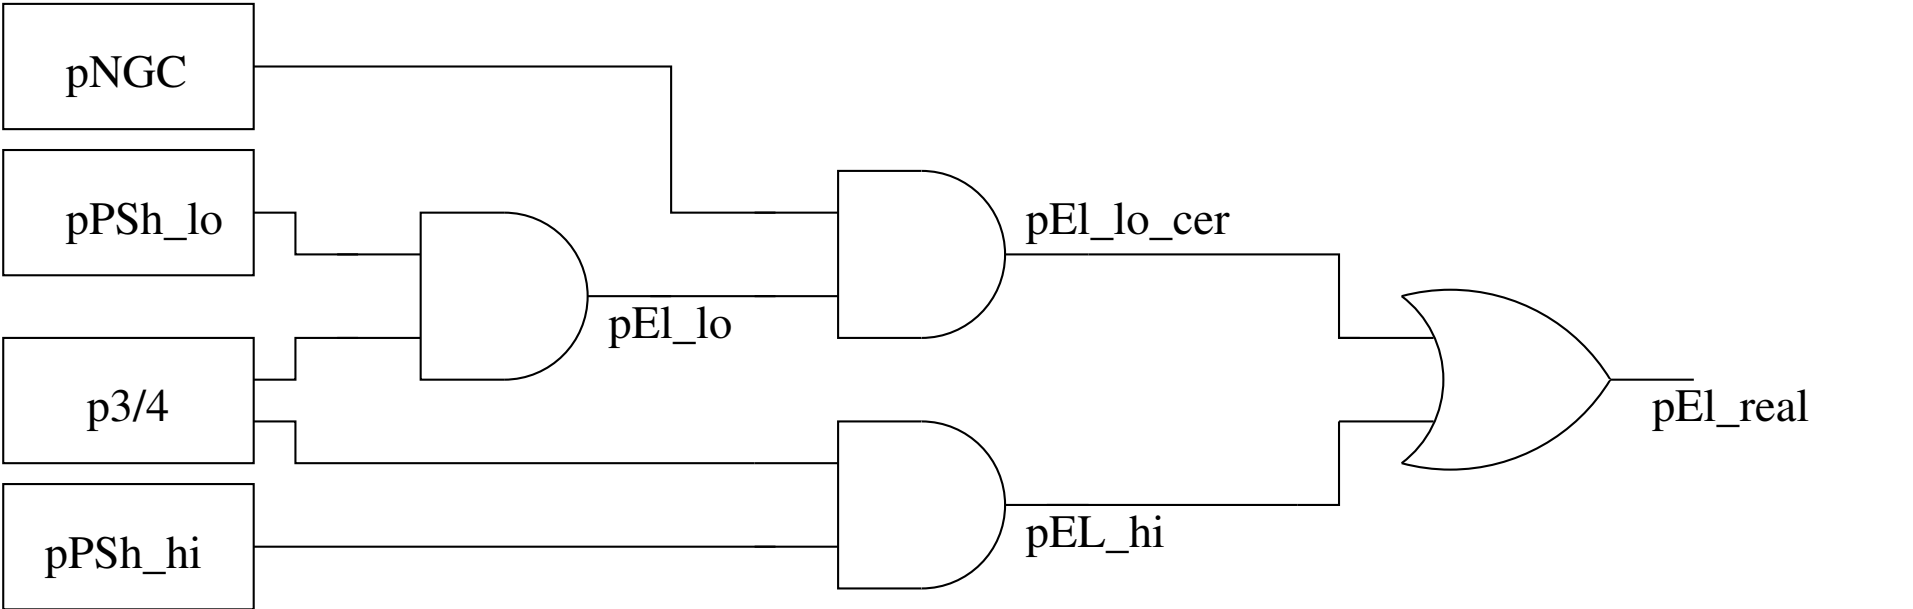 pNGC
pPSh_lo
pEl_lo_cer
pEl_lo
p3/4
pEl_real
pEL_hi
pPSh_hi